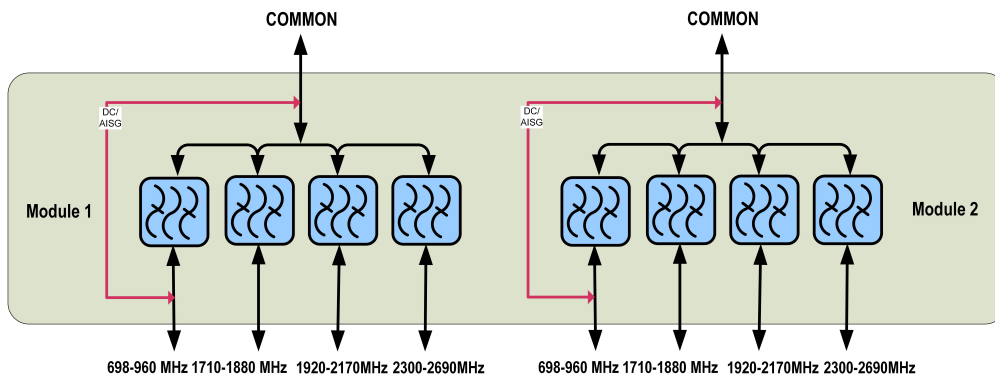 COMMON COMMON
DC/
AISG
DC/
AISG
Module 1
Module 2
698-960 MHz 1710-1880 MHz 1920-2170MHz 2300-2690MHz
698-960 MHz 1710-1880 MHz 1920-2170MHz 2300-2690MHz